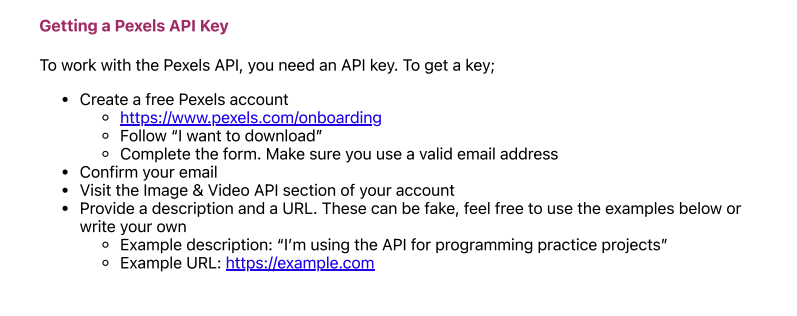 Getting a Pexels API Key
To work with the Pexels API, you need an API key. To get a key;
• Create a free Pexels account
◦ https://www.pexels.com/onboarding
◦ Follow “I want to download”
◦ Complete the form. Make sure you use a valid email address
• Confirm your email
• Visit the Image & Video API section of your account
• Provide a description and a URL. These can be fake, feel free to use the examples below or
write your own
◦ Example description: “I’m using the API for programming practice projects”
◦ Example URL: https://example.com